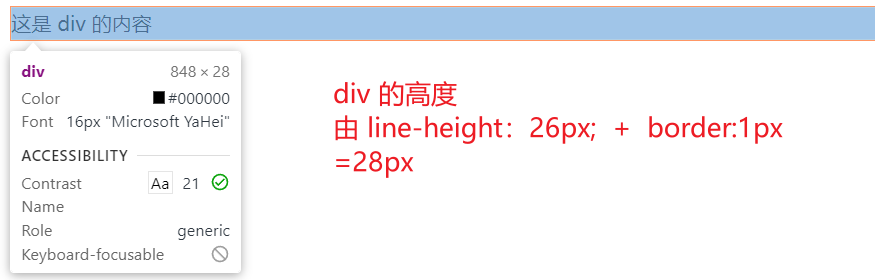 这是 div 的内容
div 848 × 28
Color #000000
Font 16px "Microsoft YaHei"
ACCESSIBILITY
Contrast Aa 21
Name
Role generic
Keyboard-focusable
div 的高度
由 line-height：26px;  +  border:1px
=28px